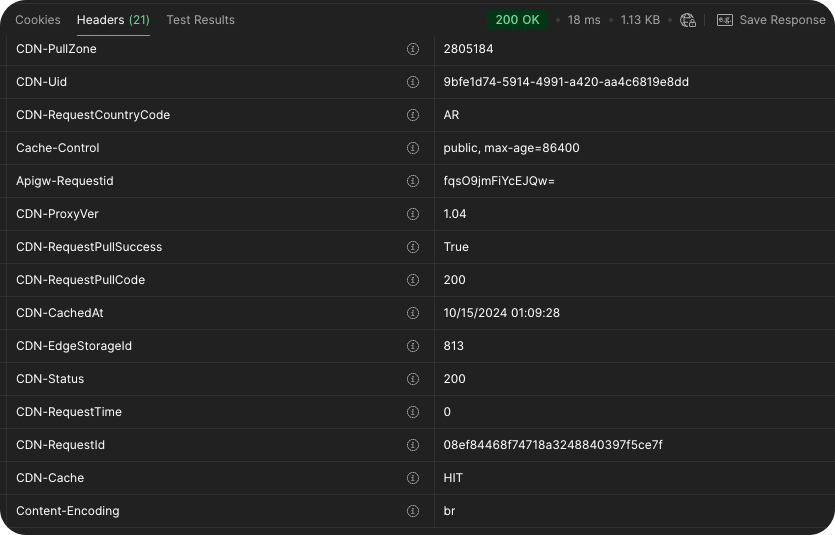 Cookies Headers (21) Test Results 200 OK • 18 ms • 1.13 KB • e.g. Save Response
CDN-PullZone 2805184
CDN-Uid 9bfe1d74-5914-4991-a420-aa4c6819e8dd
CDN-RequestCountryCode AR
Cache-Control public, max-age=86400
Apigw-Requestid fqsO9jmFiYcEJQw=
CDN-ProxyVer 1.04
CDN-RequestPullSuccess True
CDN-RequestPullCode 200
CDN-CachedAt 10/15/2024 01:09:28
CDN-EdgeStorageId 813
CDN-Status 200
CDN-RequestTime 0
CDN-RequestId 08ef84468f74718a3248840397f5ce7f
CDN-Cache HIT
Content-Encoding br